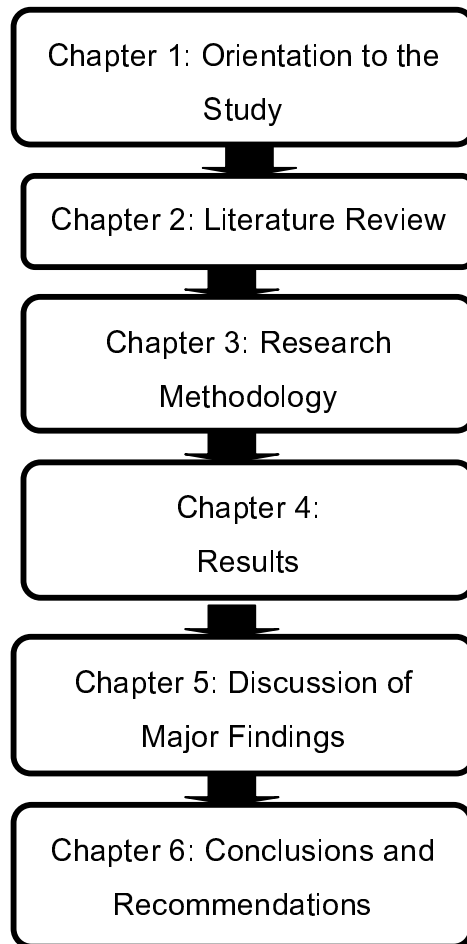 Chapter 1: Orientation to the
Study
Chapter 2: Literature Review
Chapter 3: Research
Methodology
Chapter 4:
Results
Chapter 5: Discussion of
Major Findings
Chapter 6: Conclusions and
Recommendations